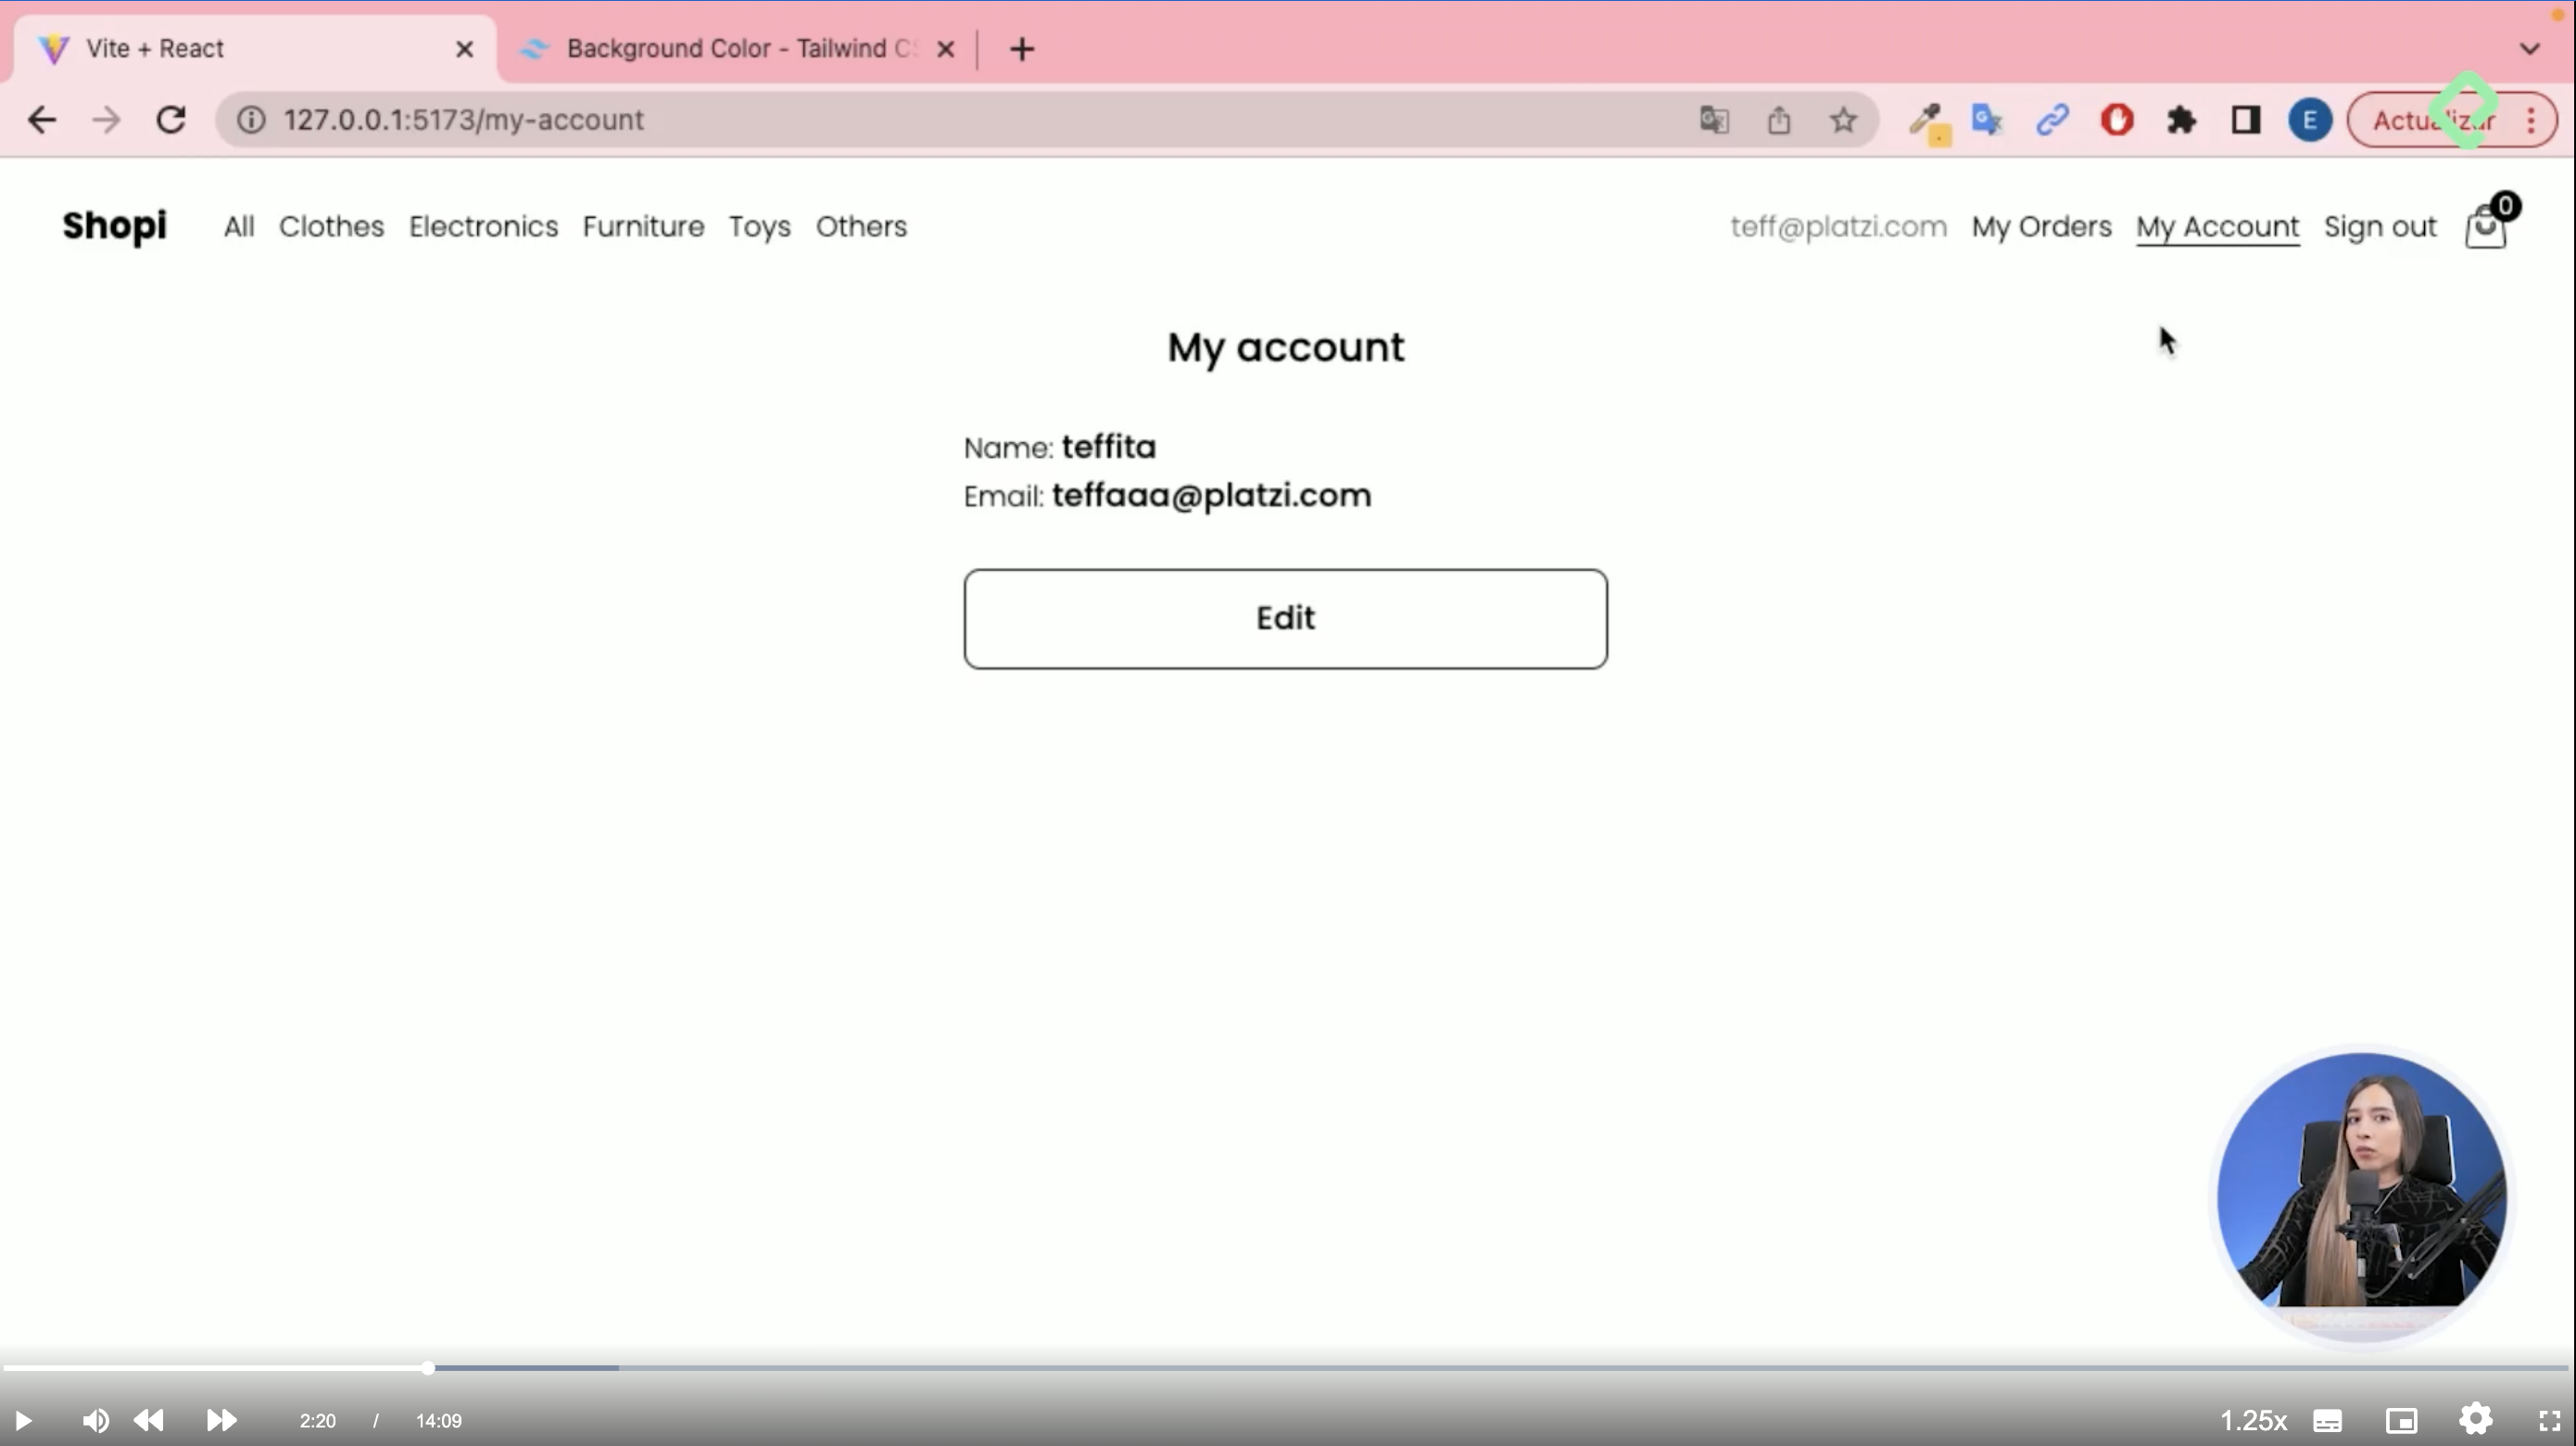 Vite + React
Background Color - Tailwind CS
127.0.0.1:5173/my-account
E
Actualizar
Shopi All Clothes Electronics Furniture Toys Others teff@platzi.com My Orders My Account Sign out 0
My account
Name: teffita
Email: teffaaa@platzi.com
Edit
2:20 / 14:09 1.25x